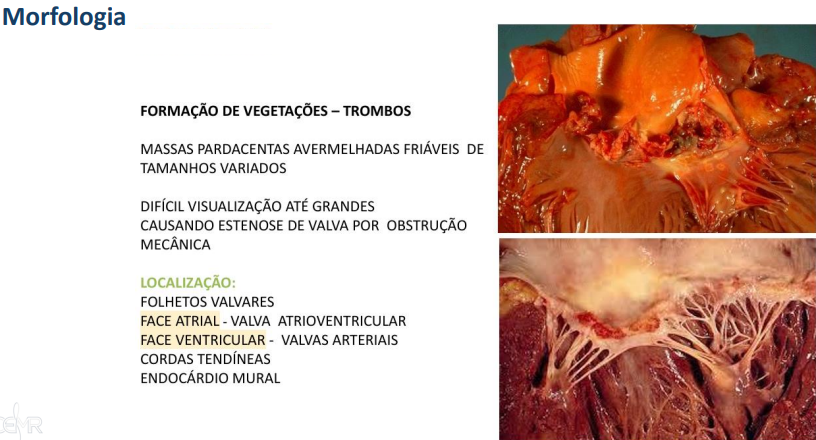 Morfologia
FORMAÇÃO DE VEGETAÇÕES – TROMBOS
MASSAS PARDACENTAS AVERMELHADAS FRIÁVEIS DE
TAMANHOS VARIADOS
DIFÍCIL VISUALIZAÇÃO ATÉ GRANDES
CAUSANDO ESTENOSE DE VALVA POR OBSTRUÇÃO
MECÂNICA
LOCALIZAÇÃO:
FOLHETOS VALVARES
FACE ATRIAL - VALVA ATRIOVENTRICULAR
FACE VENTRICULAR - VALVAS ARTERIAIS
CORDAS TENDÍNEAS
ENDOCÁRDIO MURAL